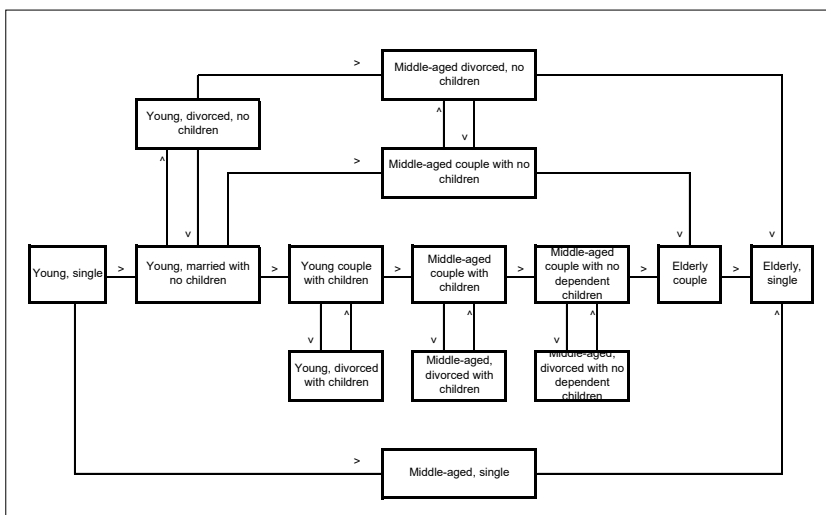 >
Middle-aged divorced, no
children
Young, divorced, no
children
^
v
^
>
Middle-aged couple with no
children
v
v
v
Young, single
>
Young, married with
no children
>
Young couple
with children
>
Middle-aged
couple with
children
>
Middle-aged
couple with no
dependent
children
>
Elderly
couple
>
Elderly,
single
v
^
v
^
v
^
^
Young, divorced
with children
Middle-aged,
divorced with
children
Middle-aged,
divorced with no
dependent
children
>
Middle-aged, single